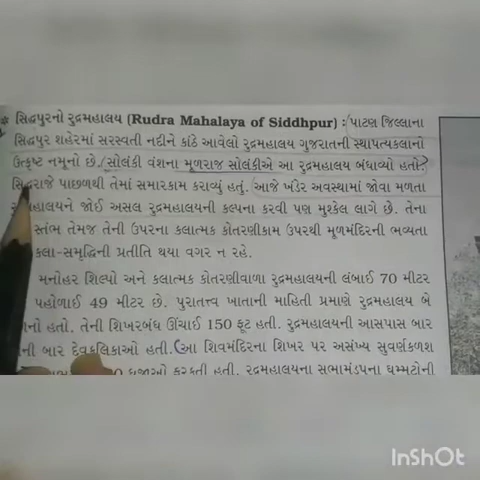 * સિદ્ધપુરનો રુદ્રમહાલય (Rudra Mahalaya of Siddhpur) : પાટણ જિલ્લાના
સિદ્ધપુર શહેરમાં સરસ્વતી નદીને કાંઠે આવેલો રુદ્રમહાલય ગુજરાતની સ્થાપત્યકલાનો
ઉત્કૃષ્ટ નમૂનો છે. સોલંકી વંશના મૂળરાજ સોલંકીએ આ રુદ્રમહાલય બંધાવ્યો હતો.
સિદ્ધરાજે પાછળથી તેમાં સમારકામ કરાવ્યું હતું. આજે ખંડેર અવસ્થામાં જોવા મળતા
જોઈ અસલ રુદ્રમહાલયની કલ્પના કરવી પણ મુશ્કેલ લાગે છે. તેના
સ્તંભ તેમજ તેની ઉપરના કલાત્મક કોતરણીકામ ઉપરથી મૂળમંદિરની ભવ્યતા
કલા-સમૃદ્ધિની પ્રતીતિ થયા વગર ન રહે.
મનોહર શિલ્પો અને કલાત્મક કોતરણીવાળા રુદ્રમહાલયની લંબાઈ 70 મીટર
પહોળાઈ 49 મીટર છે. પુરાતત્ત્વ ખાતાની માહિતી પ્રમાણે રુદ્રમહાલય બે
હતો. તેની શિખરબંધ ઊંચાઈ 150 ફૂટ હતી. રુદ્રમહાલયની આસપાસ બાર
બાર દેવકુલિકાઓ હતી. આ શિવમંદિરના શિખર પર અસંખ્ય સુવર્ણકળશ
ધજાઓ ફરકતી હતી. રુદ્રમહાલયના સભામંડપના ઘુમ્મટોની
InShOt